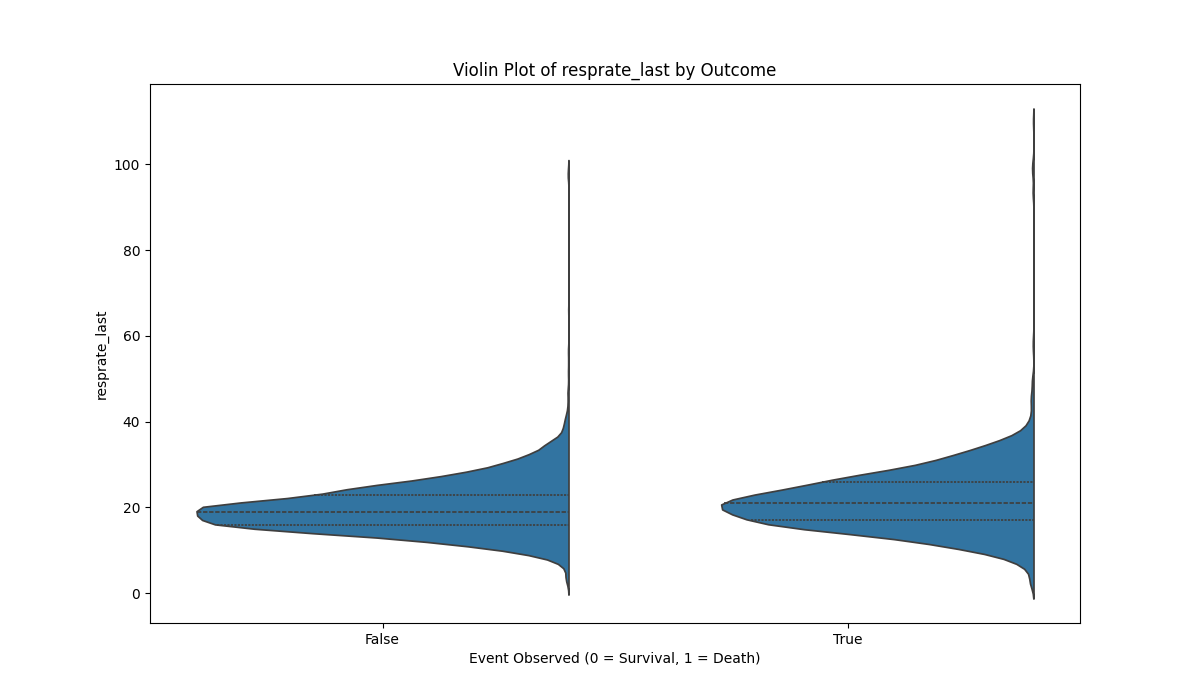 Violin Plot of resprate_last by Outcome
resprate_last
100
80
60
40
20
0
False
True
Event Observed (0 = Survival, 1 = Death)